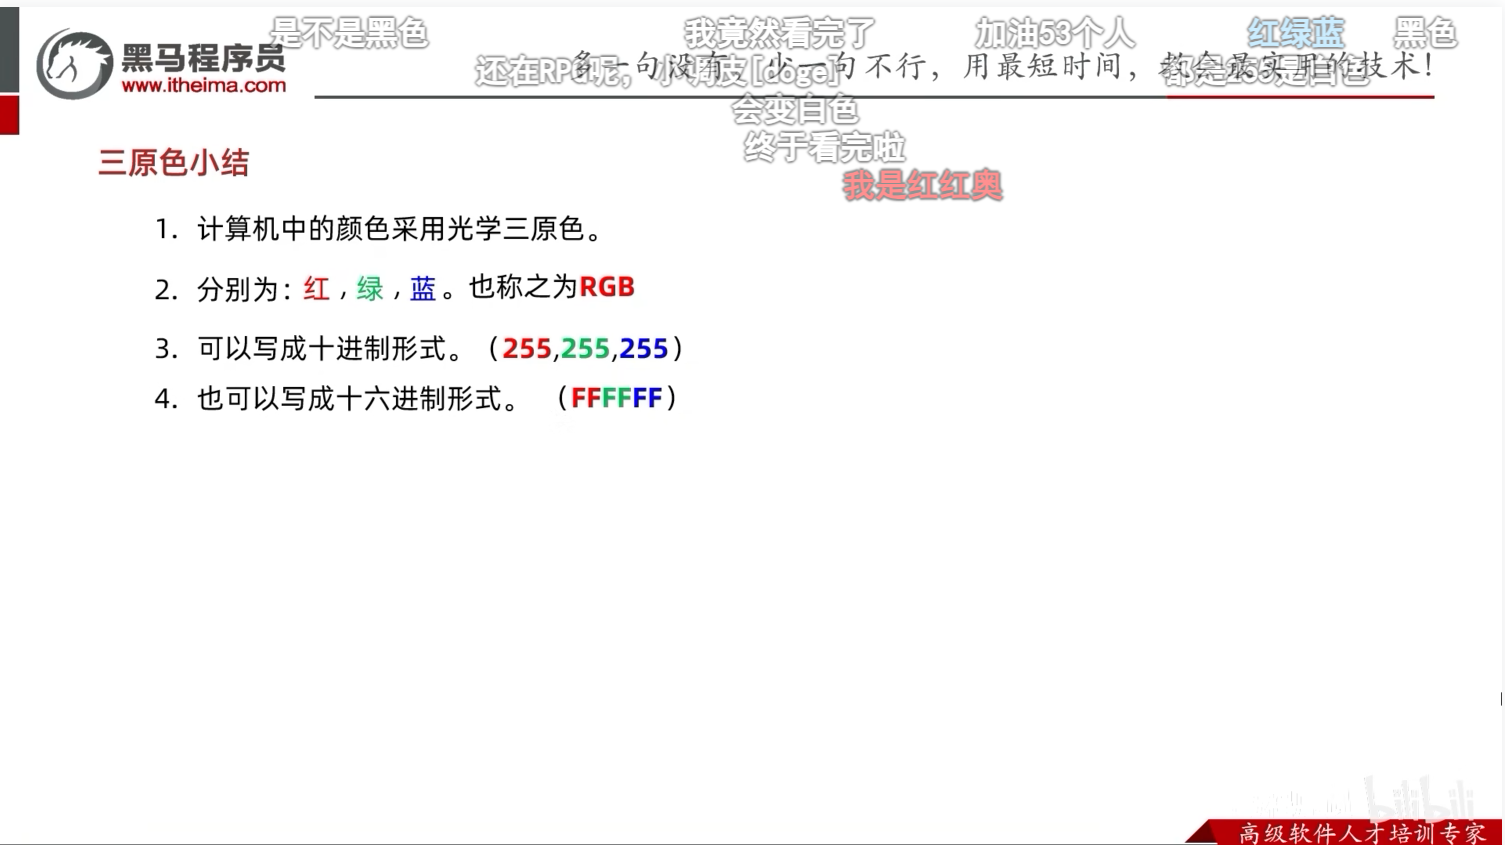 是不是黑色
我竟然看完了
加油53个人
红绿蓝
黑色
黑马程序员
www.itheima.com
多一句没有，少一句不行，用最短时间，教会最实用的技术！
还在RPG呢，小调皮[doge]
都是255是白色
会变白色
终于看完啦
我是红红奥
三原色小结
1. 计算机中的颜色采用光学三原色。
2. 分别为：红，绿，蓝。也称之为RGB
3. 可以写成十进制形式。（255,255,255）
4. 也可以写成十六进制形式。（FFFFFF）
bilibili
高级软件人才培训专家